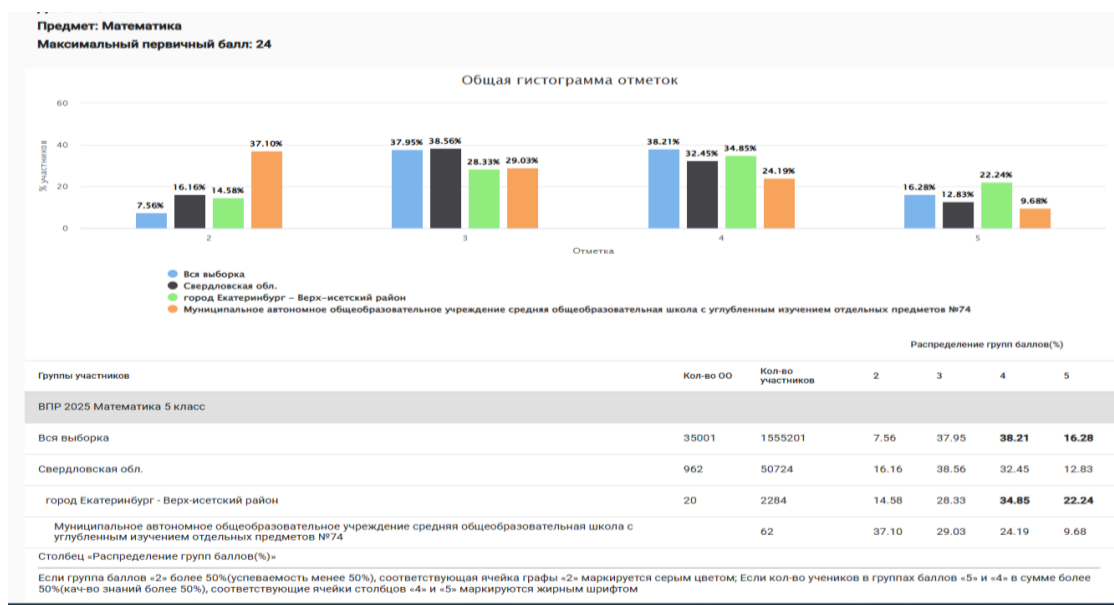 Предмет: Математика
Максимальный первичный балл: 24
Общая гистограмма отметок
60
40
20
0
% участников
7.56% 16.16% 14.58% 37.10%
37.95% 38.56% 28.33% 29.03%
38.21% 32.45% 34.85% 24.19%
16.28% 12.83% 22.24% 9.68%
2 3 4 5
Отметка
Вся выборка
Свердловская обл.
город Екатеринбург - Верх-исетский район
Муниципальное автономное общеобразовательное учреждение средняя общеобразовательная школа с углубленным изучением отдельных предметов №74
Распределение групп баллов(%)
Группы участников Кол-во ОО Кол-во участников 2 3 4 5
ВПР 2025 Математика 5 класс
Вся выборка 35001 1555201 7.56 37.95 38.21 16.28
Свердловская обл. 962 50724 16.16 38.56 32.45 12.83
город Екатеринбург - Верх-исетский район 20 2284 14.58 28.33 34.85 22.24
Муниципальное автономное общеобразовательное учреждение средняя общеобразовательная школа с
углубленным изучением отдельных предметов №74 62 37.10 29.03 24.19 9.68
Столбец «Распределение групп баллов(%)»
Если группа баллов «2» более 50%(успеваемость менее 50%), соответствующая ячейка графы «2» маркируется серым цветом; Если кол-во учеников в группах баллов «5» и «4» в сумме более
50%(кач-во знаний более 50%), соответствующие ячейки столбцов «4» и «5» маркируются жирным шрифтом